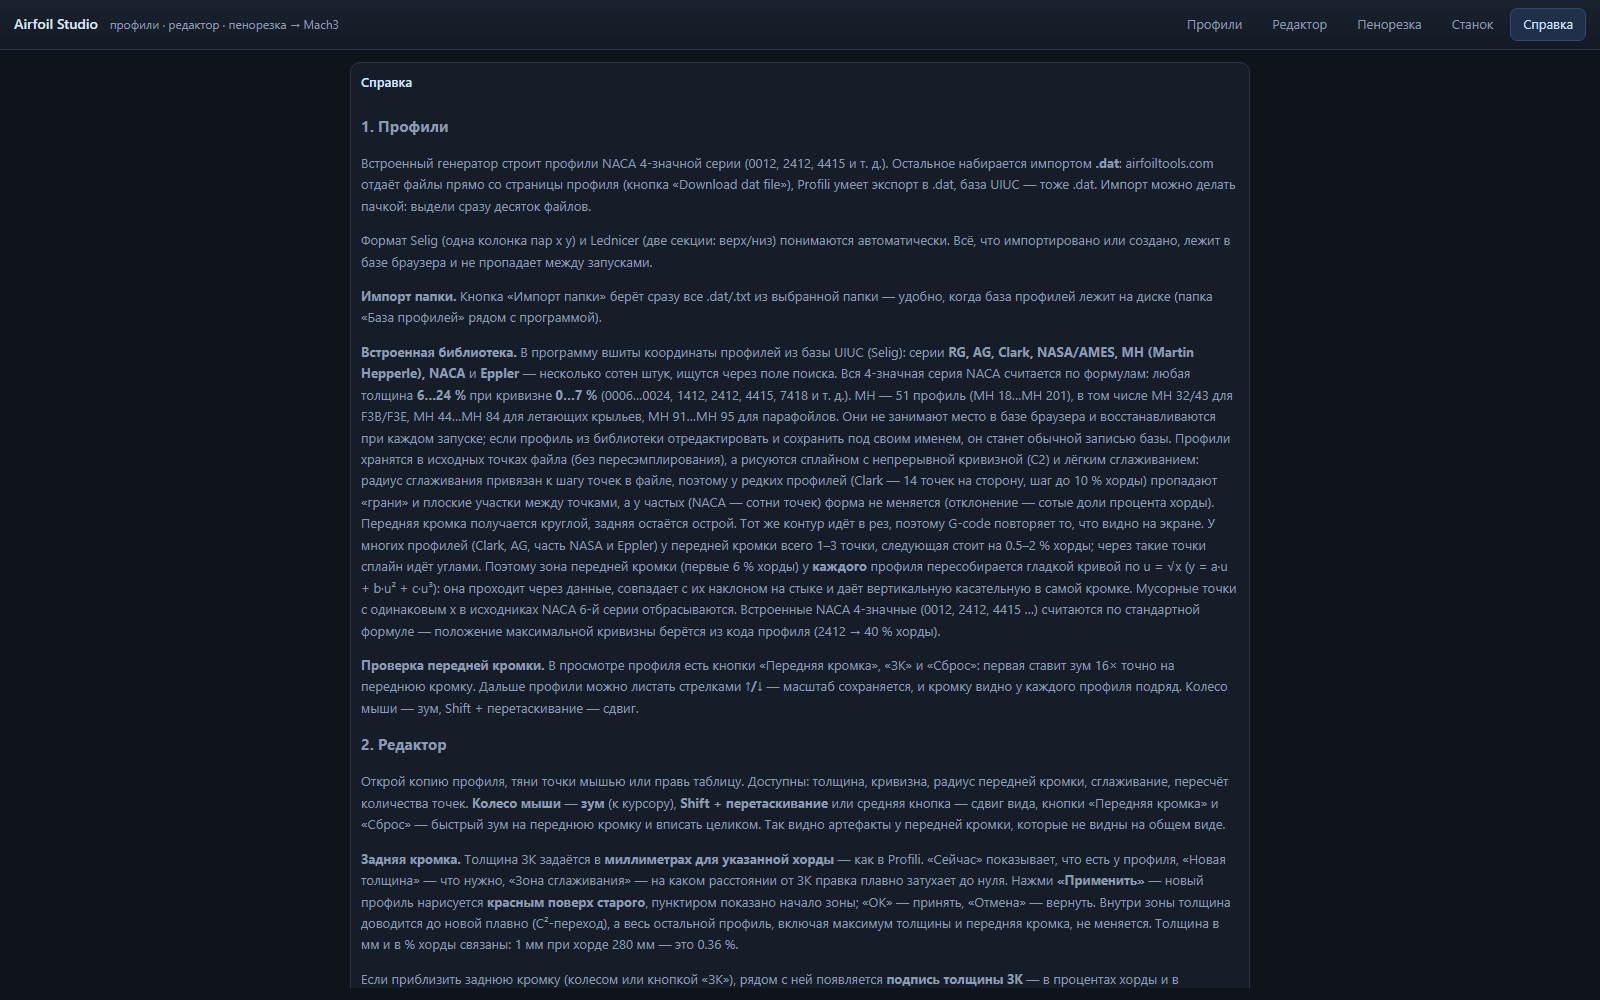 Airfoil Studio профили · редактор · пенорезка → Mach3 Профили Редактор Пенорезка Станок Справка
Справка
1. Профили
Встроенный генератор строит профили NACA 4-значной серии (0012, 2412, 4415 и т. д.). Остальное набирается импортом .dat: airfoiltools.com
отдаёт файлы прямо со страницы профиля (кнопка «Download dat file»), Profili умеет экспорт в .dat, база UIUC — тоже .dat. Импорт можно делать
пачкой: выдели сразу десяток файлов.
Формат Selig (одна колонка пар x y) и Lednicer (две секции: верх/низ) понимаются автоматически. Всё, что импортировано или создано, лежит в
базе браузера и не пропадает между запусками.
Импорт папки. Кнопка «Импорт папки» берёт сразу все .dat/.txt из выбранной папки — удобно, когда база профилей лежит на диске (папка
«База профилей» рядом с программой).
Встроенная библиотека. В программу вшиты координаты профилей из базы UIUC (Selig): серии RG, AG, Clark, NASA/AMES, MH (Martin
Hepperle), NACA и Eppler — несколько сотен штук, ищутся через поле поиска. Вся 4-значная серия NACA считается по формулам: любая
толщина 6…24 % при кривизне 0…7 % (0006…0024, 1412, 2412, 4415, 7418 и т. д.). MH — 51 профиль (MH 18…MH 201), в том числе MH 32/43 для
F3B/F3E, MH 44…MH 84 для летающих крыльев, MH 91…MH 95 для парафойлов. Они не занимают место в базе браузера и восстанавливаются
при каждом запуске; если профиль из библиотеки отредактировать и сохранить под своим именем, он станет обычной записью базы. Профили
хранятся в исходных точках файла (без пересэмплирования), а рисуются сплайном с непрерывной кривизной (C2) и лёгким сглаживанием:
радиус сглаживания привязан к шагу точек в файле, поэтому у редких профилей (Clark — 14 точек на сторону, шаг до 10 % хорды) пропадают
«грани» и плоские участки между точками, а у частых (NACA — сотни точек) форма не меняется (отклонение — сотые доли процента хорды).
Передняя кромка получается круглой, задняя остаётся острой. Тот же контур идёт в рез, поэтому G-code повторяет то, что видно на экране. У
многих профилей (Clark, AG, часть NASA и Eppler) у передней кромки всего 1–3 точки, следующая стоит на 0.5–2 % хорды; через такие точки
сплайн идёт углами. Поэтому зона передней кромки (первые 6 % хорды) у каждого профиля пересобирается гладкой кривой по u = √x (y = a·u
+ b·u² + c·u³): она проходит через данные, совпадает с их наклоном на стыке и даёт вертикальную касательную в самой кромке. Мусорные точки
с одинаковым x в исходниках NACA 6-й серии отбрасываются. Встроенные NACA 4-значные (0012, 2412, 4415 …) считаются по стандартной
формуле — положение максимальной кривизны берётся из кода профиля (2412 → 40 % хорды).
Проверка передней кромки. В просмотре профиля есть кнопки «Передняя кромка», «ЗК» и «Сброс»: первая ставит зум 16× точно на
переднюю кромку. Дальше профили можно листать стрелками ↑/↓ — масштаб сохраняется, и кромку видно у каждого профиля подряд. Колесо
мыши — зум, Shift + перетаскивание — сдвиг.
2. Редактор
Открой копию профиля, тяни точки мышью или правь таблицу. Доступны: толщина, кривизна, радиус передней кромки, сглаживание, пересчёт
количества точек. Колесо мыши — зум (к курсору), Shift + перетаскивание или средняя кнопка — сдвиг вида, кнопки «Передняя кромка» и
«Сброс» — быстрый зум на переднюю кромку и вписать целиком. Так видно артефакты у передней кромки, которые не видны на общем виде.
Задняя кромка. Толщина ЗК задаётся в миллиметрах для указанной хорды — как в Profili. «Сейчас» показывает, что есть у профиля, «Новая
толщина» — что нужно, «Зона сглаживания» — на каком расстоянии от ЗК правка плавно затухает до нуля. Нажми «Применить» — новый
профиль нарисуется красным поверх старого, пунктиром показано начало зоны; «ОК» — принять, «Отмена» — вернуть. Внутри зоны толщина
доводится до новой плавно (C²-переход), а весь остальной профиль, включая максимум толщины и передняя кромка, не меняется. Толщина в
мм и в % хорды связаны: 1 мм при хорде 280 мм — это 0.36 %.
Если приблизить заднюю кромку (колесом или кнопкой «ЗК»), рядом с ней появляется подпись толщины ЗК — в процентах хорды и в